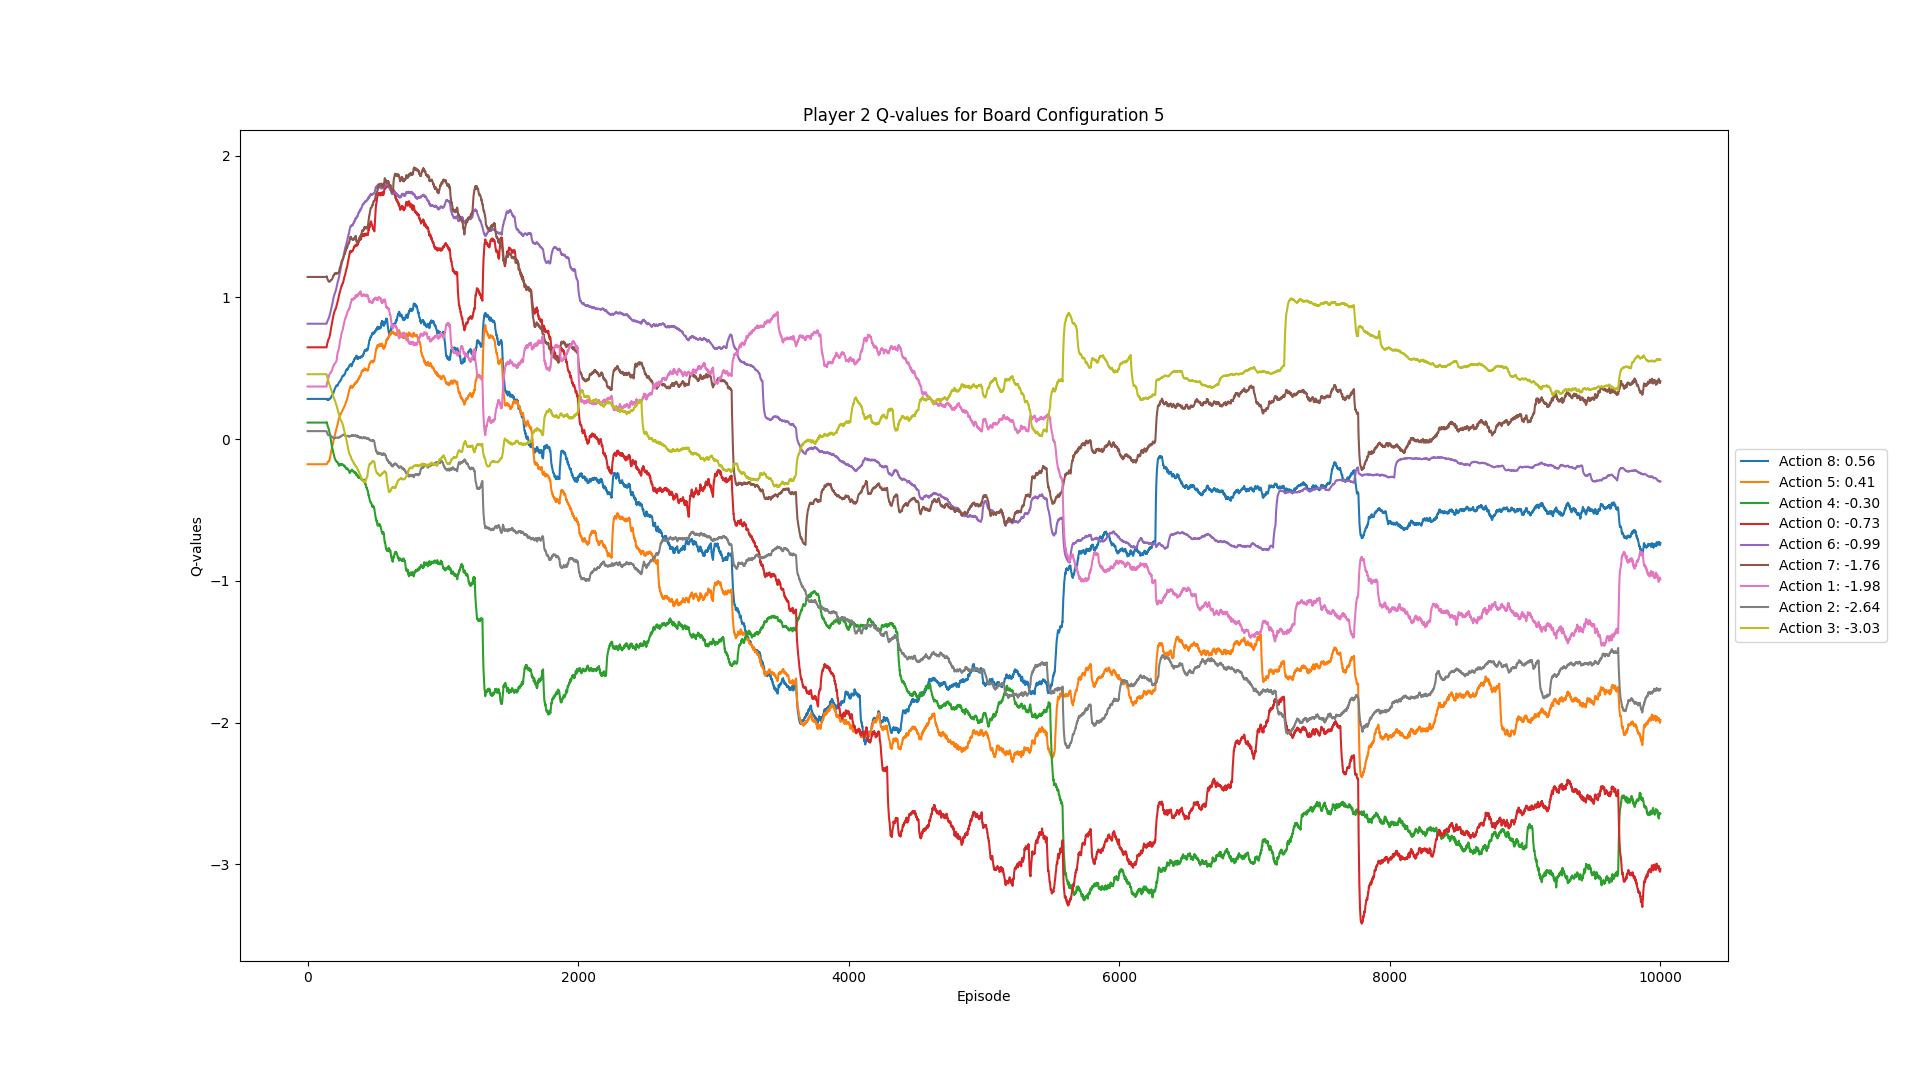 Player 2 Q-values for Board Configuration 5
2
1
0
−1
−2
−3
Q-values
0
2000
4000
6000
8000
10000
Episode
Action 8: 0.56
Action 5: 0.41
Action 4: -0.30
Action 0: -0.73
Action 6: -0.99
Action 7: -1.76
Action 1: -1.98
Action 2: -2.64
Action 3: -3.03